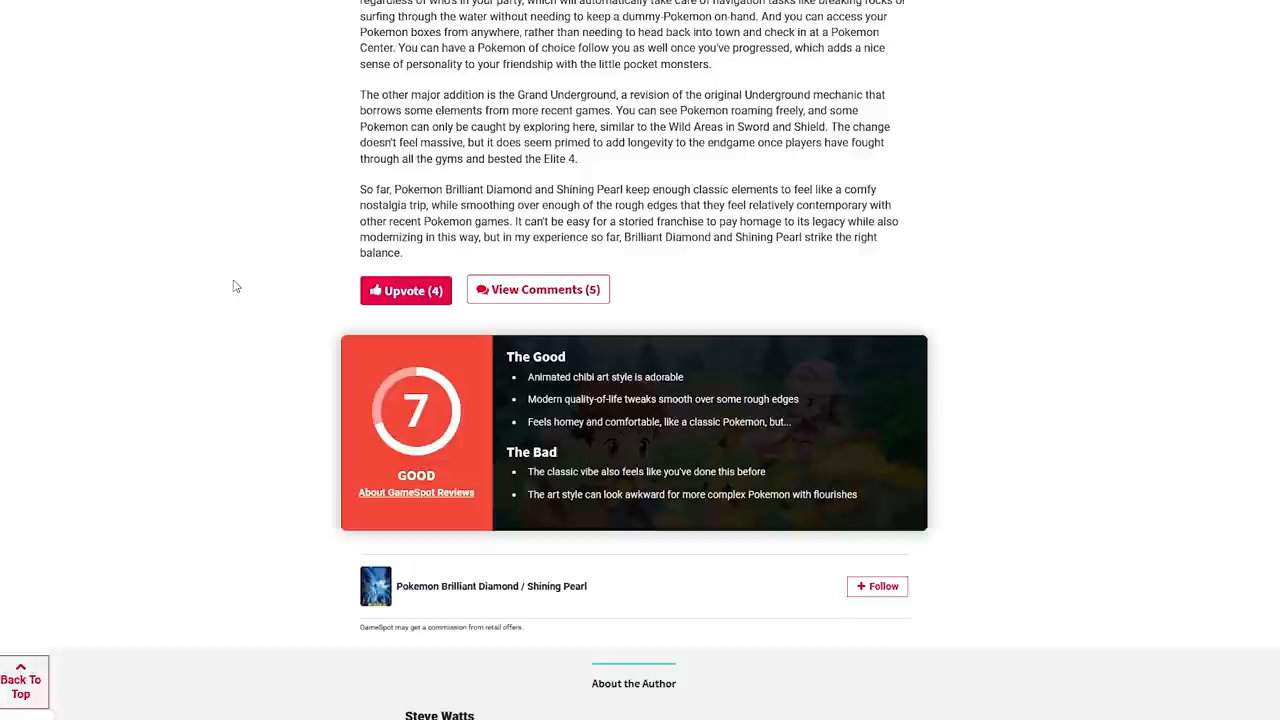 regardless of who's in your party, which will automatically take care of navigation tasks like breaking rocks or
surfing through the water without needing to keep a dummy-Pokemon on-hand. And you can access your
Pokemon boxes from anywhere, rather than needing to head back into town and check in at a Pokemon
Center. You can have a Pokemon of choice follow you as well once you've progressed, which adds a nice
sense of personality to your friendship with the little pocket monsters.
The other major addition is the Grand Underground, a revision of the original Underground mechanic that
borrows some elements from more recent games. You can see Pokemon roaming freely, and some
Pokemon can only be caught by exploring here, similar to the Wild Areas in Sword and Shield. The change
doesn't feel massive, but it does seem primed to add longevity to the endgame once players have fought
through all the gyms and bested the Elite 4.
So far, Pokemon Brilliant Diamond and Shining Pearl keep enough classic elements to feel like a comfy
nostalgia trip, while smoothing over enough of the rough edges that they feel relatively contemporary with
other recent Pokemon games. It can't be easy for a storied franchise to pay homage to its legacy while also
modernizing in this way, but in my experience so far, Brilliant Diamond and Shining Pearl strike the right
balance.
Upvote (4)
View Comments (5)
7
GOOD
About GameSpot Reviews
The Good
• Animated chibi art style is adorable
• Modern quality-of-life tweaks smooth over some rough edges
• Feels homey and comfortable, like a classic Pokemon, but...
The Bad
• The classic vibe also feels like you've done this before
• The art style can look awkward for more complex Pokemon with flourishes
Pokemon Brilliant Diamond / Shining Pearl
+ Follow
GameSpot may get a commission from retail offers.
Back To
Top
About the Author
Steve Watts